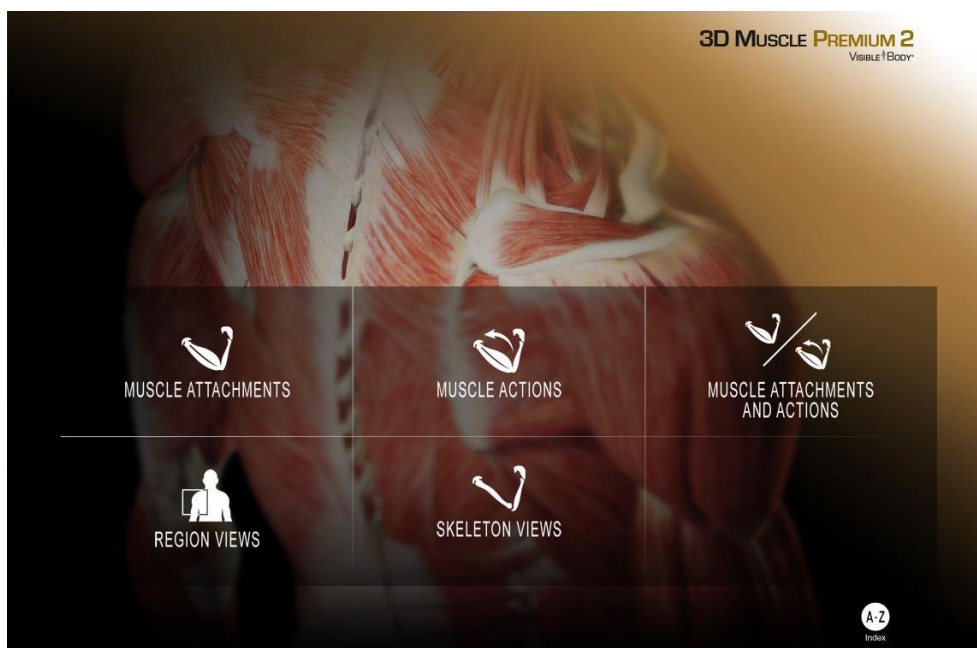 3D MUSCLE PREMIUM 2
VISIBLE BODY®
MUSCLE ATTACHMENTS
MUSCLE ACTIONS
MUSCLE ATTACHMENTS
AND ACTIONS
REGION VIEWS
SKELETON VIEWS
A-Z
Index